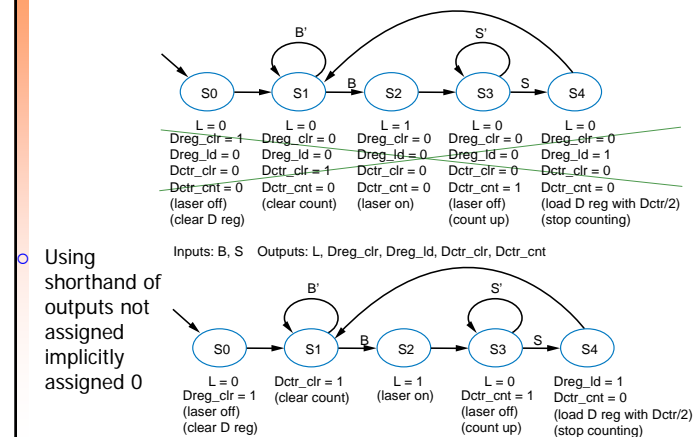 B' S'
S0 S1 B S2 S3 S S4
L = 0 L = 0 L = 1 L = 0 L = 0
Dreg_clr = 1 Dreg_clr = 0 Dreg_clr = 0 Dreg_clr = 0 Dreg_clr = 0
Dreg_ld = 0 Dreg_ld = 0 Dreg_ld = 0 Dreg_ld = 0 Dreg_ld = 1
Dctr_clr = 0 Dctr_clr = 1 Dctr_clr = 0 Dctr_clr = 0 Dctr_clr = 0
Dctr_cnt = 0 Dctr_cnt = 0 Dctr_cnt = 0 Dctr_cnt = 1 Dctr_cnt = 0
(laser off) (clear count) (laser on) (laser off) (load D reg with Dctr/2)
(clear D reg) (count up) (stop counting)
Inputs: B, S Outputs: L, Dreg_clr, Dreg_ld, Dctr_clr, Dctr_cnt
Using
shorthand of
outputs not
assigned
implicitly
assigned 0
B' S'
S0 S1 B S2 S3 S S4
L = 0 Dctr_clr = 1 L = 1 L = 0 Dreg_ld = 1
Dreg_clr = 1 (clear count) (laser on) Dctr_cnt = 1 Dctr_cnt = 0
(laser off) (laser off) (load D reg with Dctr/2)
(clear D reg) (count up) (stop counting)